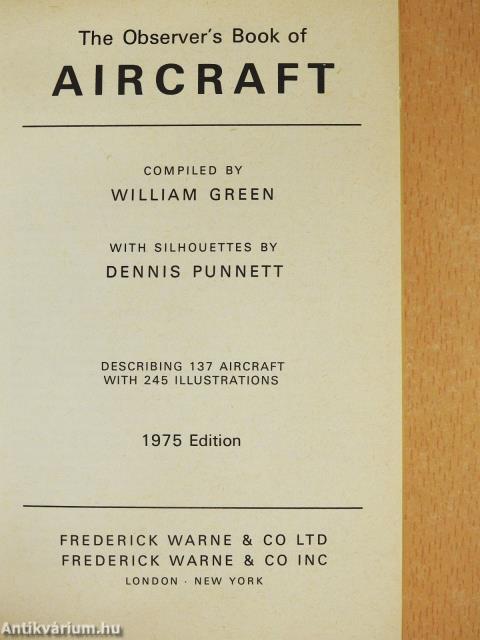 The Observer's Book of
AIRCRAFT
COMPILED BY
WILLIAM GREEN
WITH SILHOUETTES BY
DENNIS PUNNETT
DESCRIBING 137 AIRCRAFT
WITH 245 ILLUSTRATIONS
1975 Edition
FREDERICK WARNE & CO LTD
FREDERICK WARNE & CO INC
LONDON · NEW YORK
Antikvárium.hu